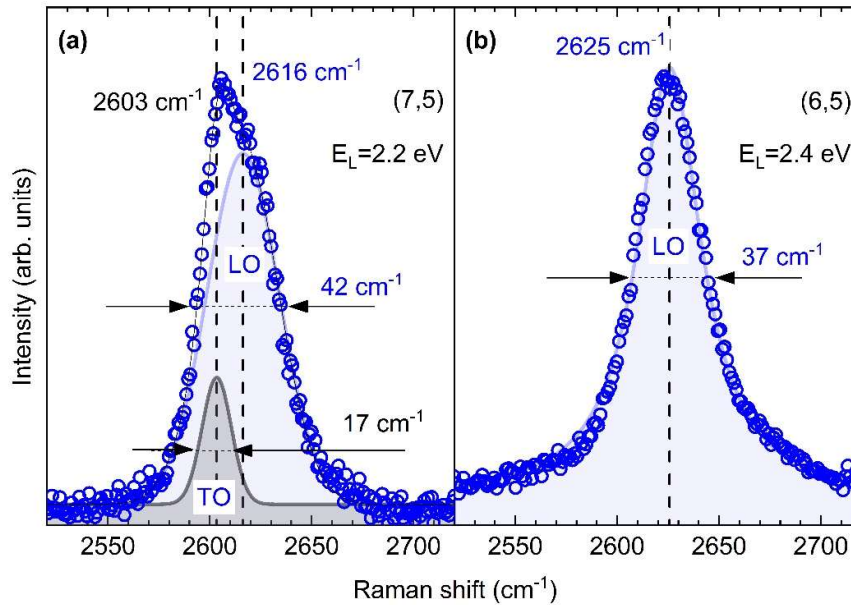 (a)
2616 cm⁻¹
2603 cm⁻¹
(7,5)
E_L=2.2 eV
LO
42 cm⁻¹
17 cm⁻¹
TO
(b)
2625 cm⁻¹
(6,5)
E_L=2.4 eV
LO
37 cm⁻¹
Intensity (arb. units)
2550 2600 2650 2700 2550 2600 2650 2700
Raman shift (cm⁻¹)